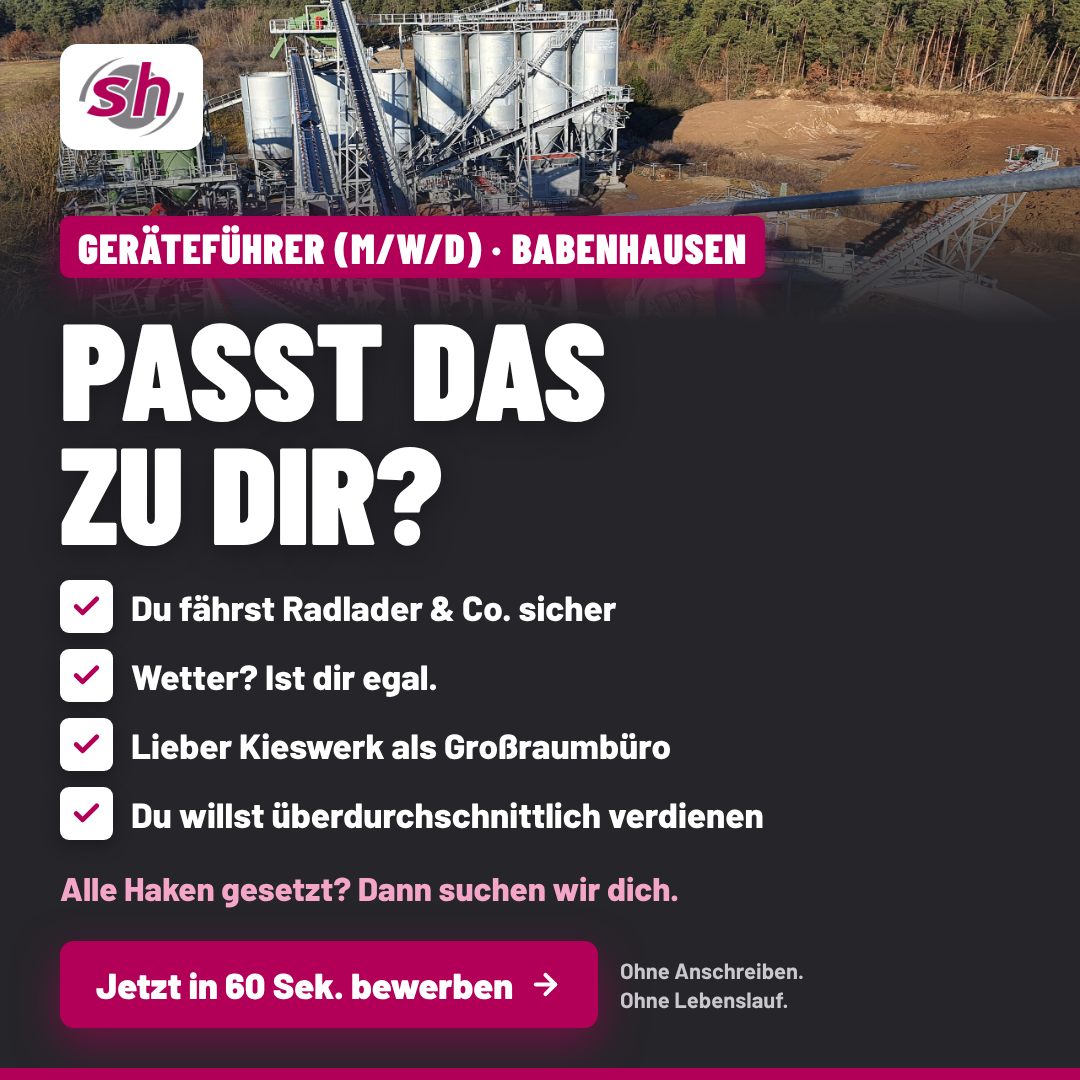 sh
GERÄTEFÜHRER (M/W/D) · BABENHAUSEN
PASST DAS
ZU DIR?
Du fährst Radlader & Co. sicher
Wetter? Ist dir egal.
Lieber Kieswerk als Großraumbüro
Du willst überdurchschnittlich verdienen
Alle Haken gesetzt? Dann suchen wir dich.
Jetzt in 60 Sek. bewerben →
Ohne Anschreiben.
Ohne Lebenslauf.